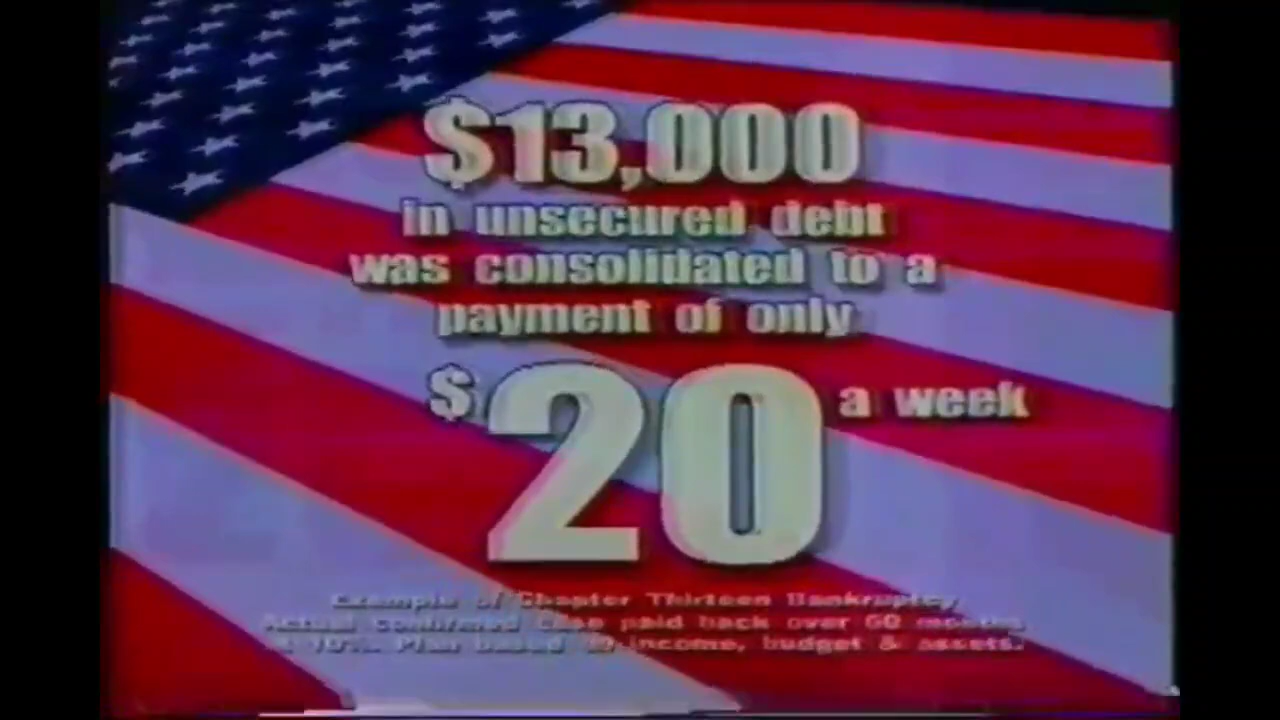 $13,000
in unsecured debt
was consolidated to a
payment of only
$20 a week
Example of Chapter Thirteen Bankruptcy
Actual confirmed case paid back over 60 months
10%. Plan based on income, budget & assets.